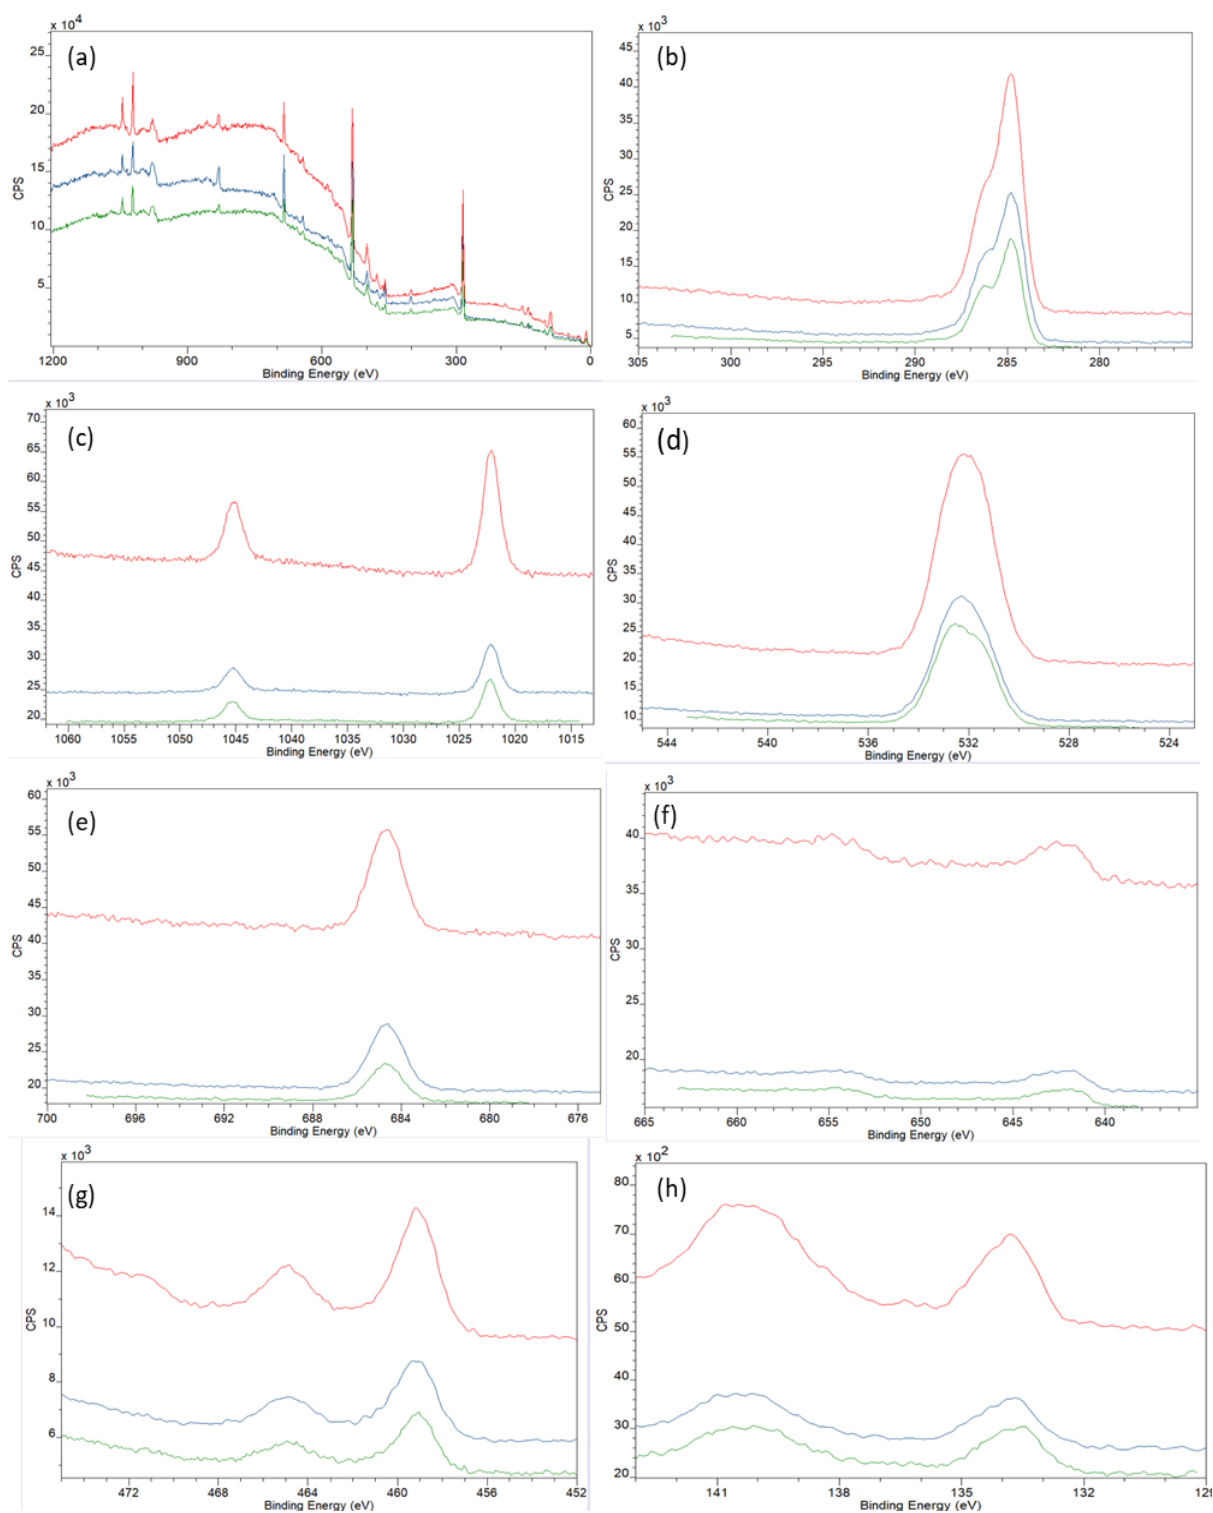 x 10⁴
(a)
25
20
15
10
5
CPS
1200 900 600 300 0
Binding Energy (eV)
x 10³
(b)
45
40
35
30
25
20
15
10
5
CPS
305 300 295 290 285 280
Binding Energy (eV)
x 10³
(c)
70
65
60
55
50
45
40
35
30
25
20
CPS
1060 1055 1050 1045 1040 1035 1030 1025 1020 1015
Binding Energy (eV)
x 10³
(d)
60
55
50
45
40
35
30
25
20
15
10
CPS
544 540 536 532 528 524
Binding Energy (eV)
x 10³
(e)
60
55
50
45
40
35
30
25
20
CPS
700 696 692 688 684 680 676
Binding Energy (eV)
x 10³
(f)
40
35
30
25
20
CPS
665 660 655 650 645 640
Binding Energy (eV)
x 10³
(g)
14
12
10
8
6
CPS
472 468 464 460 456 452
Binding Energy (eV)
x 10²
(h)
80
70
60
50
40
30
20
CPS
141 138 135 132 129
Binding Energy (eV)